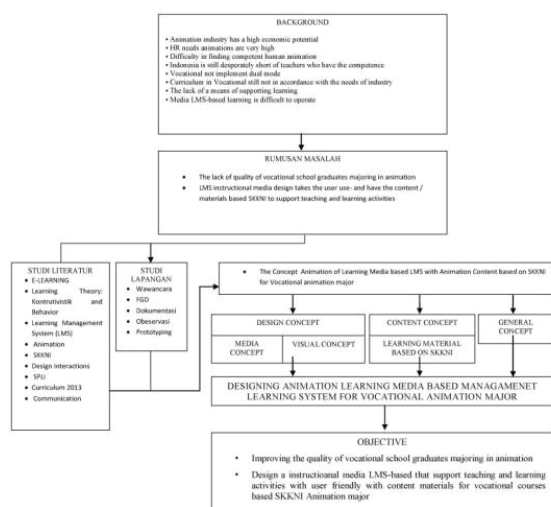 BACKGROUND
• Animation industry has a high economic potential
• HR needs animations are very high
• Difficulty in finding competent human animation
• Indonesia is still desperately short of teachers who have the competence
• Vocational not implement dual mode
• Curriculum in Vocational still not in accordance with the needs of industry
• The lack of a means of supporting learning
• Media LMS-based learning is difficult to operate
RUMUSAN MASALAH
• The lack of quality of vocational school graduates majoring in animation
• LMS instructional media design takes the user use- and have the content /
materials based SKKNI to support teaching and learning activities
STUDI LITERATUR
• E-LEARNING
• Learning Theory:
Kontrutivistik and
Behavior
• Learning Management
System (LMS)
• Animation
• SKKNI
• Design Interactions
• SPJJ
• Curriculum 2013
• Communication
STUDI
LAPANGAN
• Wawancara
• FGD
• Dokumentasi
• Obeservasi
• Prototyping
• The Concept Animation of Learning Media based LMS with Animation Content based on SKKNI
for Vocational animation major
DESIGN CONCEPT
MEDIA
CONCEPT
VISUAL CONCEPT
CONTENT CONCEPT
LEARNING MATERIAL
BASED ON SKKNI
GENERAL
CONCEPT
DESIGNING ANIMATION LEARNING MEDIA BASED MANAGAMENET
LEARNING SYSTEM FOR VOCATIONAL ANIMATION MAJOR
OBJECTIVE
• Improving the quality of vocational school graduates majoring in animation
• Design a instructioanal media LMS-based that support teaching and learning
activities with user friendly with content materials for vocational courses
based SKKNI Animation major